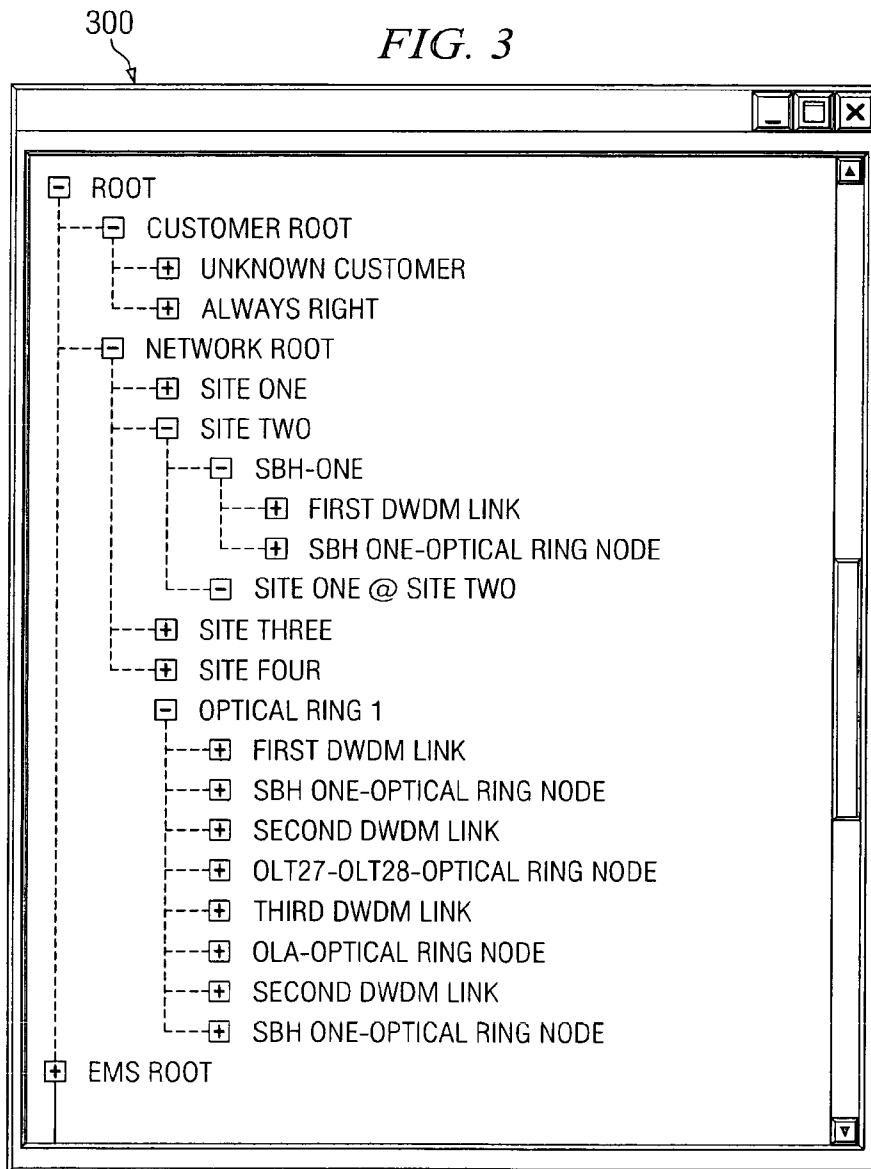 300
FIG. 3
ROOT
CUSTOMER ROOT
UNKNOWN CUSTOMER
ALWAYS RIGHT
NETWORK ROOT
SITE ONE
SITE TWO
SBH-ONE
FIRST DWDM LINK
SBH ONE-OPTICAL RING NODE
SITE ONE @ SITE TWO
SITE THREE
SITE FOUR
OPTICAL RING 1
FIRST DWDM LINK
SBH ONE-OPTICAL RING NODE
SECOND DWDM LINK
OLT27-OLT28-OPTICAL RING NODE
THIRD DWDM LINK
OLA-OPTICAL RING NODE
SECOND DWDM LINK
SBH ONE-OPTICAL RING NODE
EMS ROOT